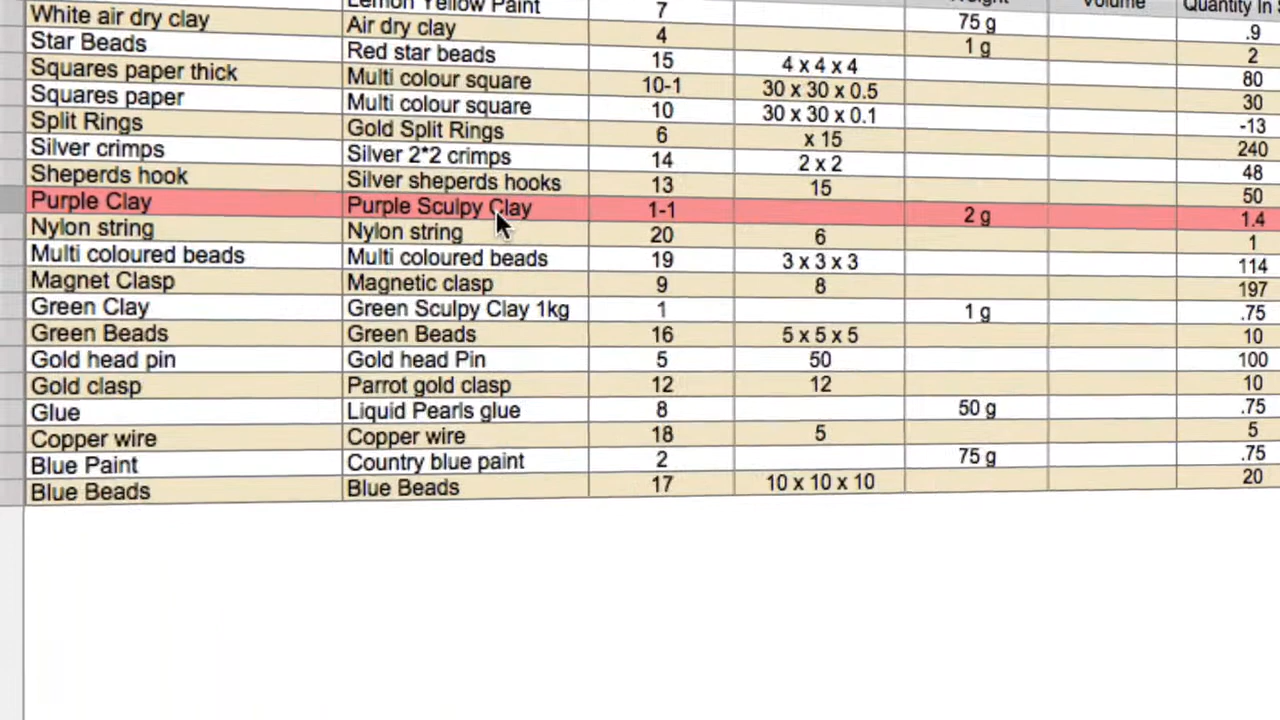 Volume Quantity In
Lemon Yellow Paint 7 75 g .9
White air dry clay Air dry clay 4 1 g 2
Star Beads Red star beads 15 4 x 4 x 4 80
Squares paper thick Multi colour square 10-1 30 x 30 x 0.5 30
Squares paper Multi colour square 10 30 x 30 x 0.1 -13
Split Rings Gold Split Rings 6 x 15 240
Silver crimps Silver 2*2 crimps 14 2 x 2 48
Sheperds hook Silver sheperds hooks 13 15 50
Purple Clay Purple Sculpy Clay 1-1 2 g 1.4
Nylon string Nylon string 20 6 1
Multi coloured beads Multi coloured beads 19 3 x 3 x 3 114
Magnet Clasp Magnetic clasp 9 8 197
Green Clay Green Sculpy Clay 1kg 1 1 g .75
Green Beads Green Beads 16 5 x 5 x 5 10
Gold head pin Gold head Pin 5 50 100
Gold clasp Parrot gold clasp 12 12 10
Glue Liquid Pearls glue 8 50 g .75
Copper wire Copper wire 18 5 5
Blue Paint Country blue paint 2 75 g .75
Blue Beads Blue Beads 17 10 x 10 x 10 20